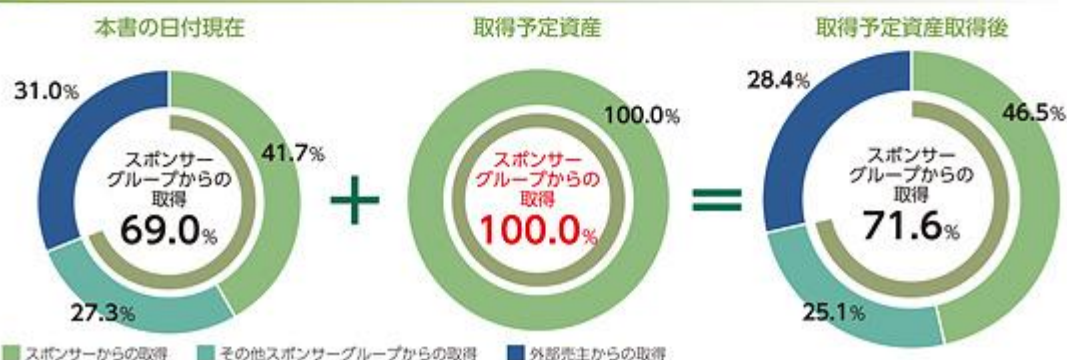 本書の日付現在
取得予定資産
取得予定資産取得後
31.0%
41.7%
27.3%
スポンサー
グループからの
取得
69.0%
+
100.0%
スポンサー
グループからの
取得
100.0%
=
28.4%
46.5%
25.1%
スポンサー
グループからの
取得
71.6%
スポンサーからの取得 その他スポンサーグループからの取得 外部売主からの取得